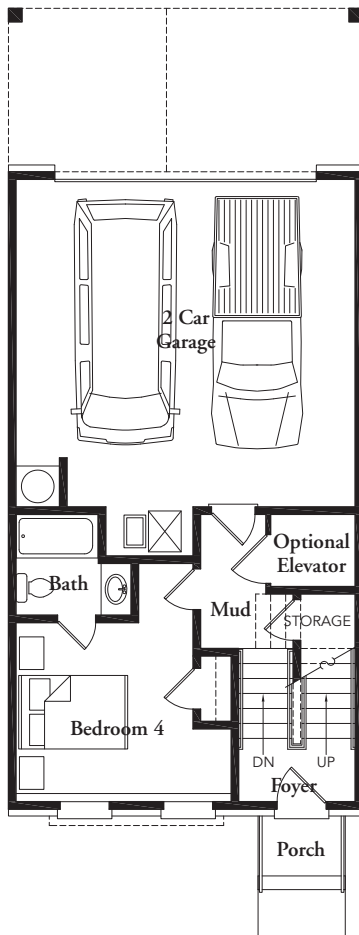 2 Car
Garage
Optional
Elevator
Bath
Mud
STORAGE
Bedroom 4
DN
UP
Foyer
Porch